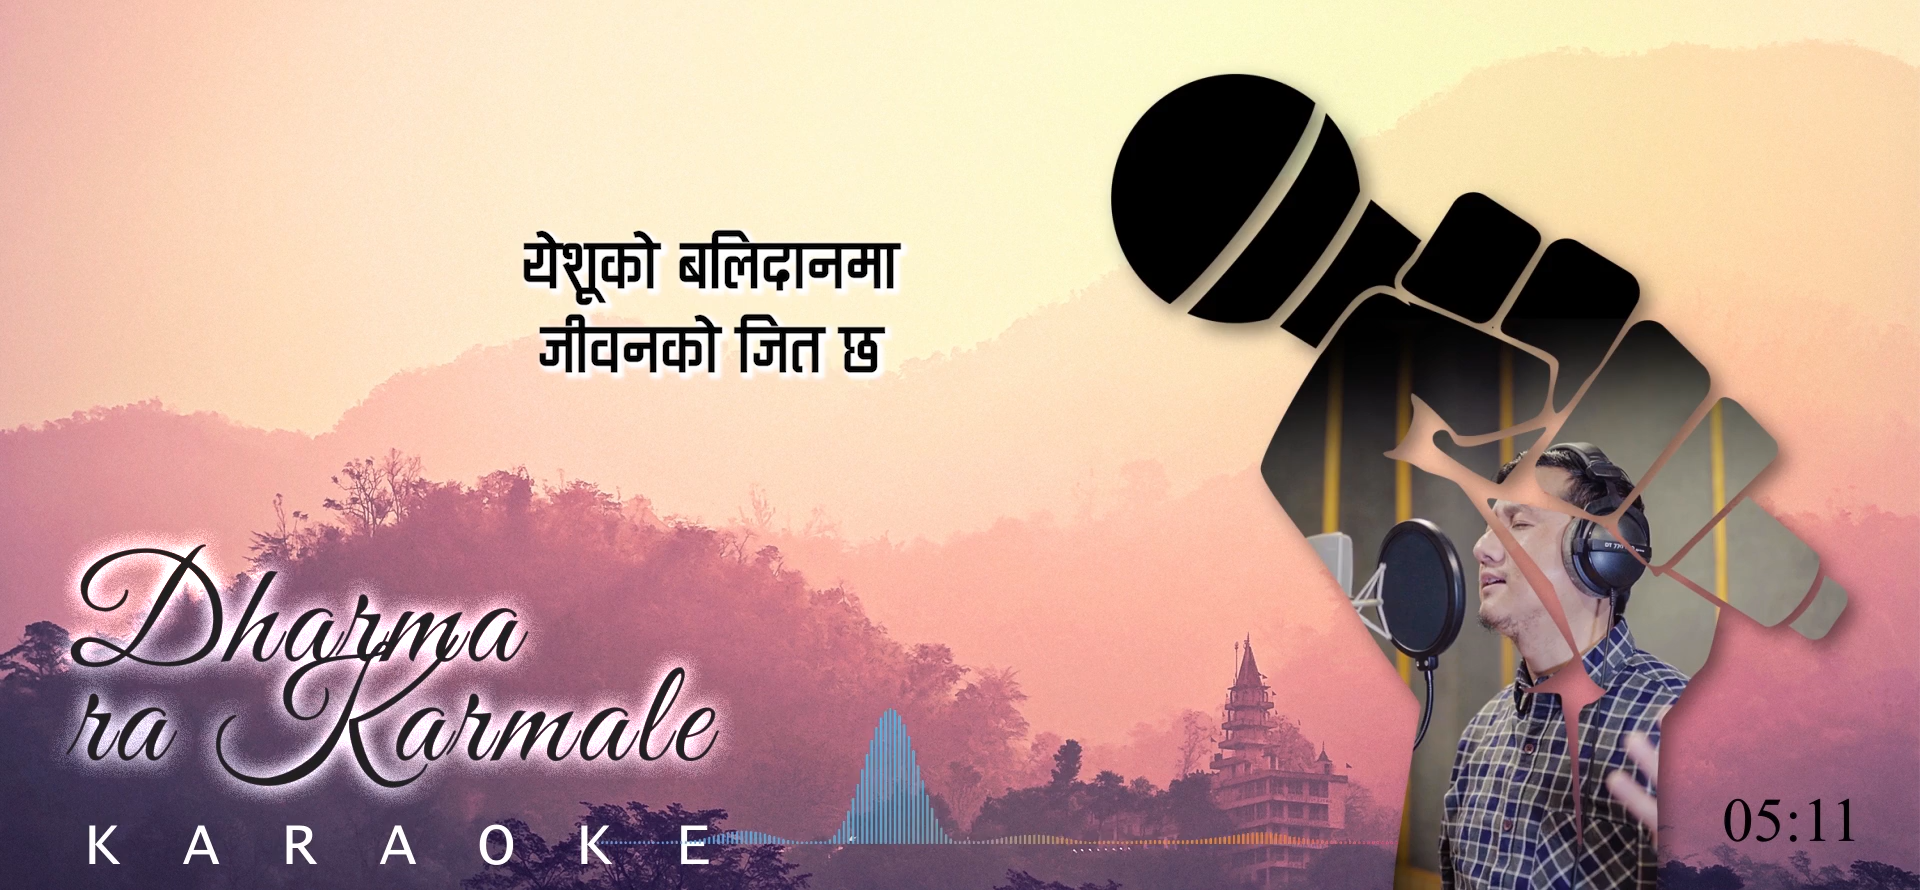 येशूको बलिदानमा
जीवनको जित छ
Dharma
ra Karmale
KARAOKE
05:11